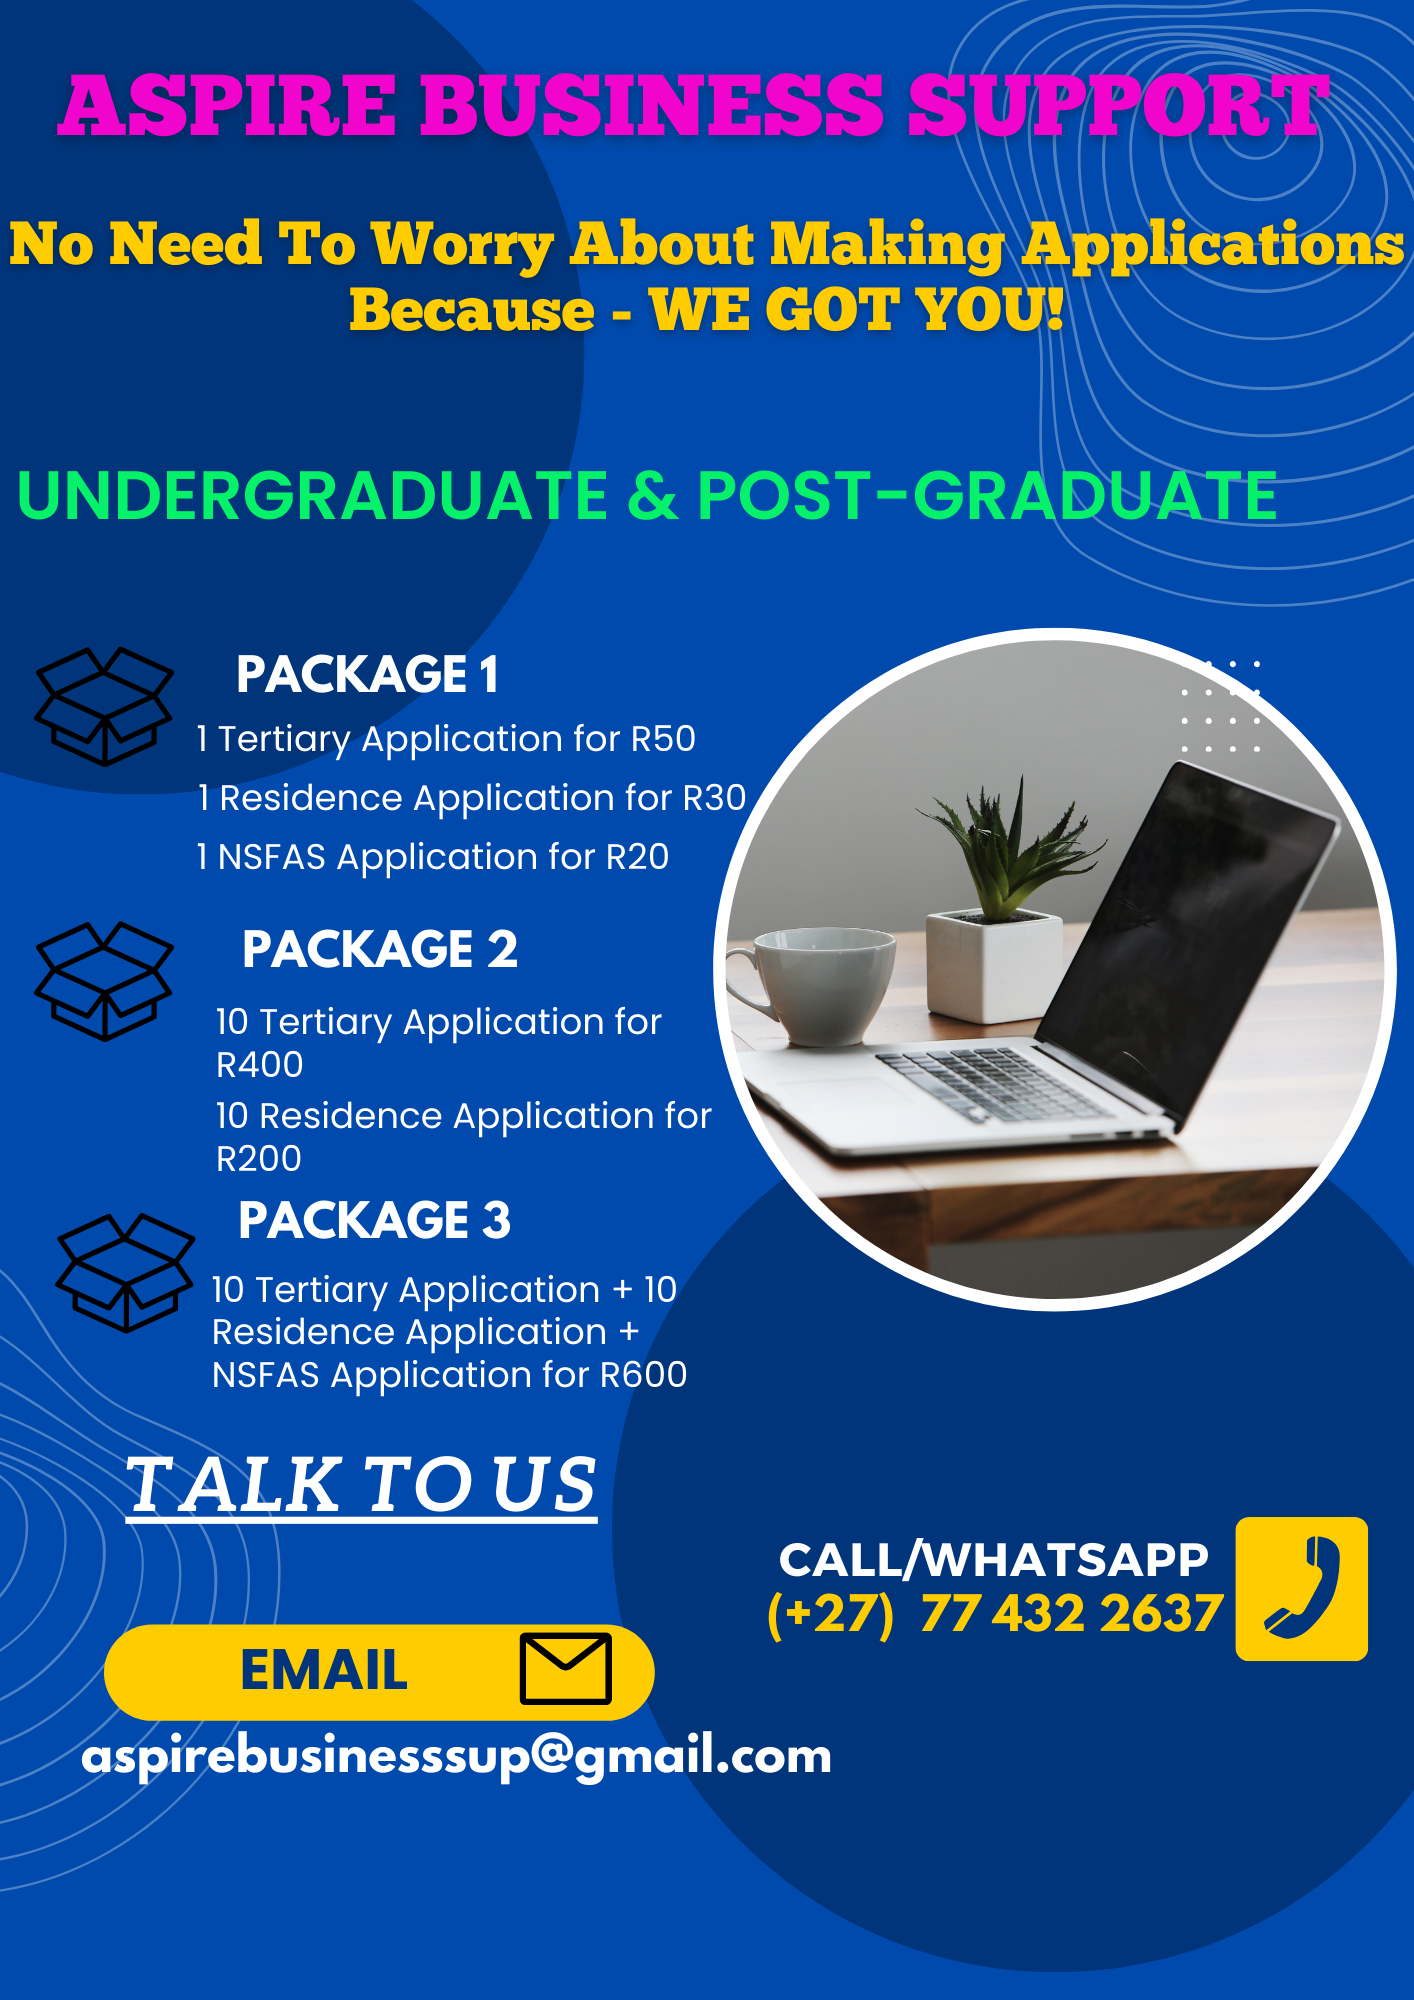 ASPIRE BUSINESS SUPPORT
No Need To Worry About Making Applications
Because - WE GOT YOU!
UNDERGRADUATE & POST-GRADUATE
PACKAGE 1
1 Tertiary Application for R50
1 Residence Application for R30
1 NSFAS Application for R20
PACKAGE 2
10 Tertiary Application for
R400
10 Residence Application for
R200
PACKAGE 3
10 Tertiary Application + 10
Residence Application +
NSFAS Application for R600
TALK TO US
CALL/WHATSAPP
(+27) 77 432 2637
EMAIL
aspirebusinesssup@gmail.com